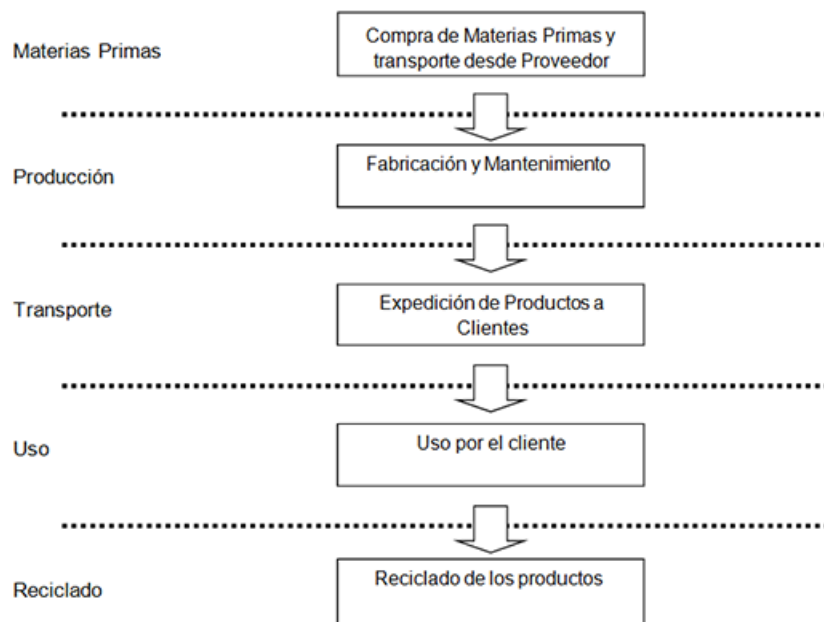 Materias Primas
Compra de Materias Primas y
transporte desde Proveedor
Producción
Fabricación y Mantenimiento
Transporte
Expedición de Productos a
Clientes
Uso
Uso por el cliente
Reciclado
Reciclado de los productos